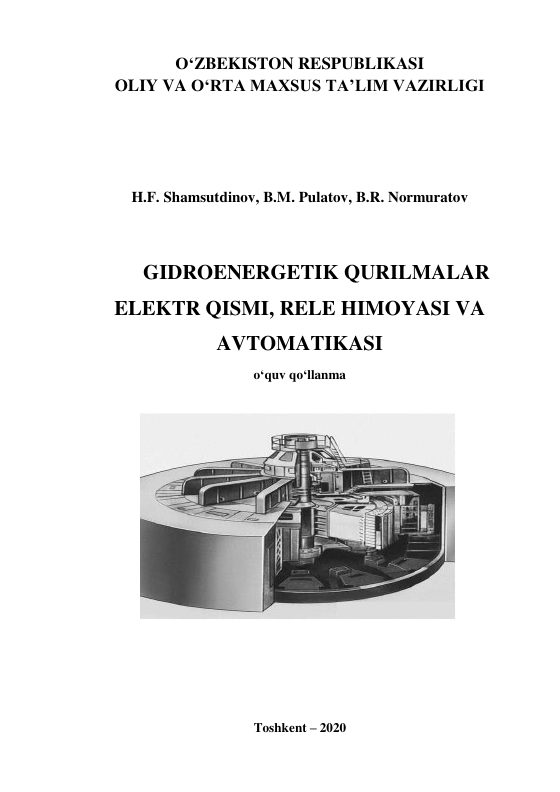 O‘ZBEKISTON RESPUBLIKASI
OLIY VA O‘RTA MAXSUS TA’LIM VAZIRLIGI
H.F. Shamsutdinov, B.M. Pulatov, B.R. Normuratov
GIDROENERGETIK QURILMALAR
ELEKTR QISMI, RELE HIMOYASI VA
AVTOMATIKASI
o‘quv qo‘llanma
Toshkent – 2020